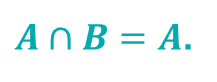 A ∩ B = A.